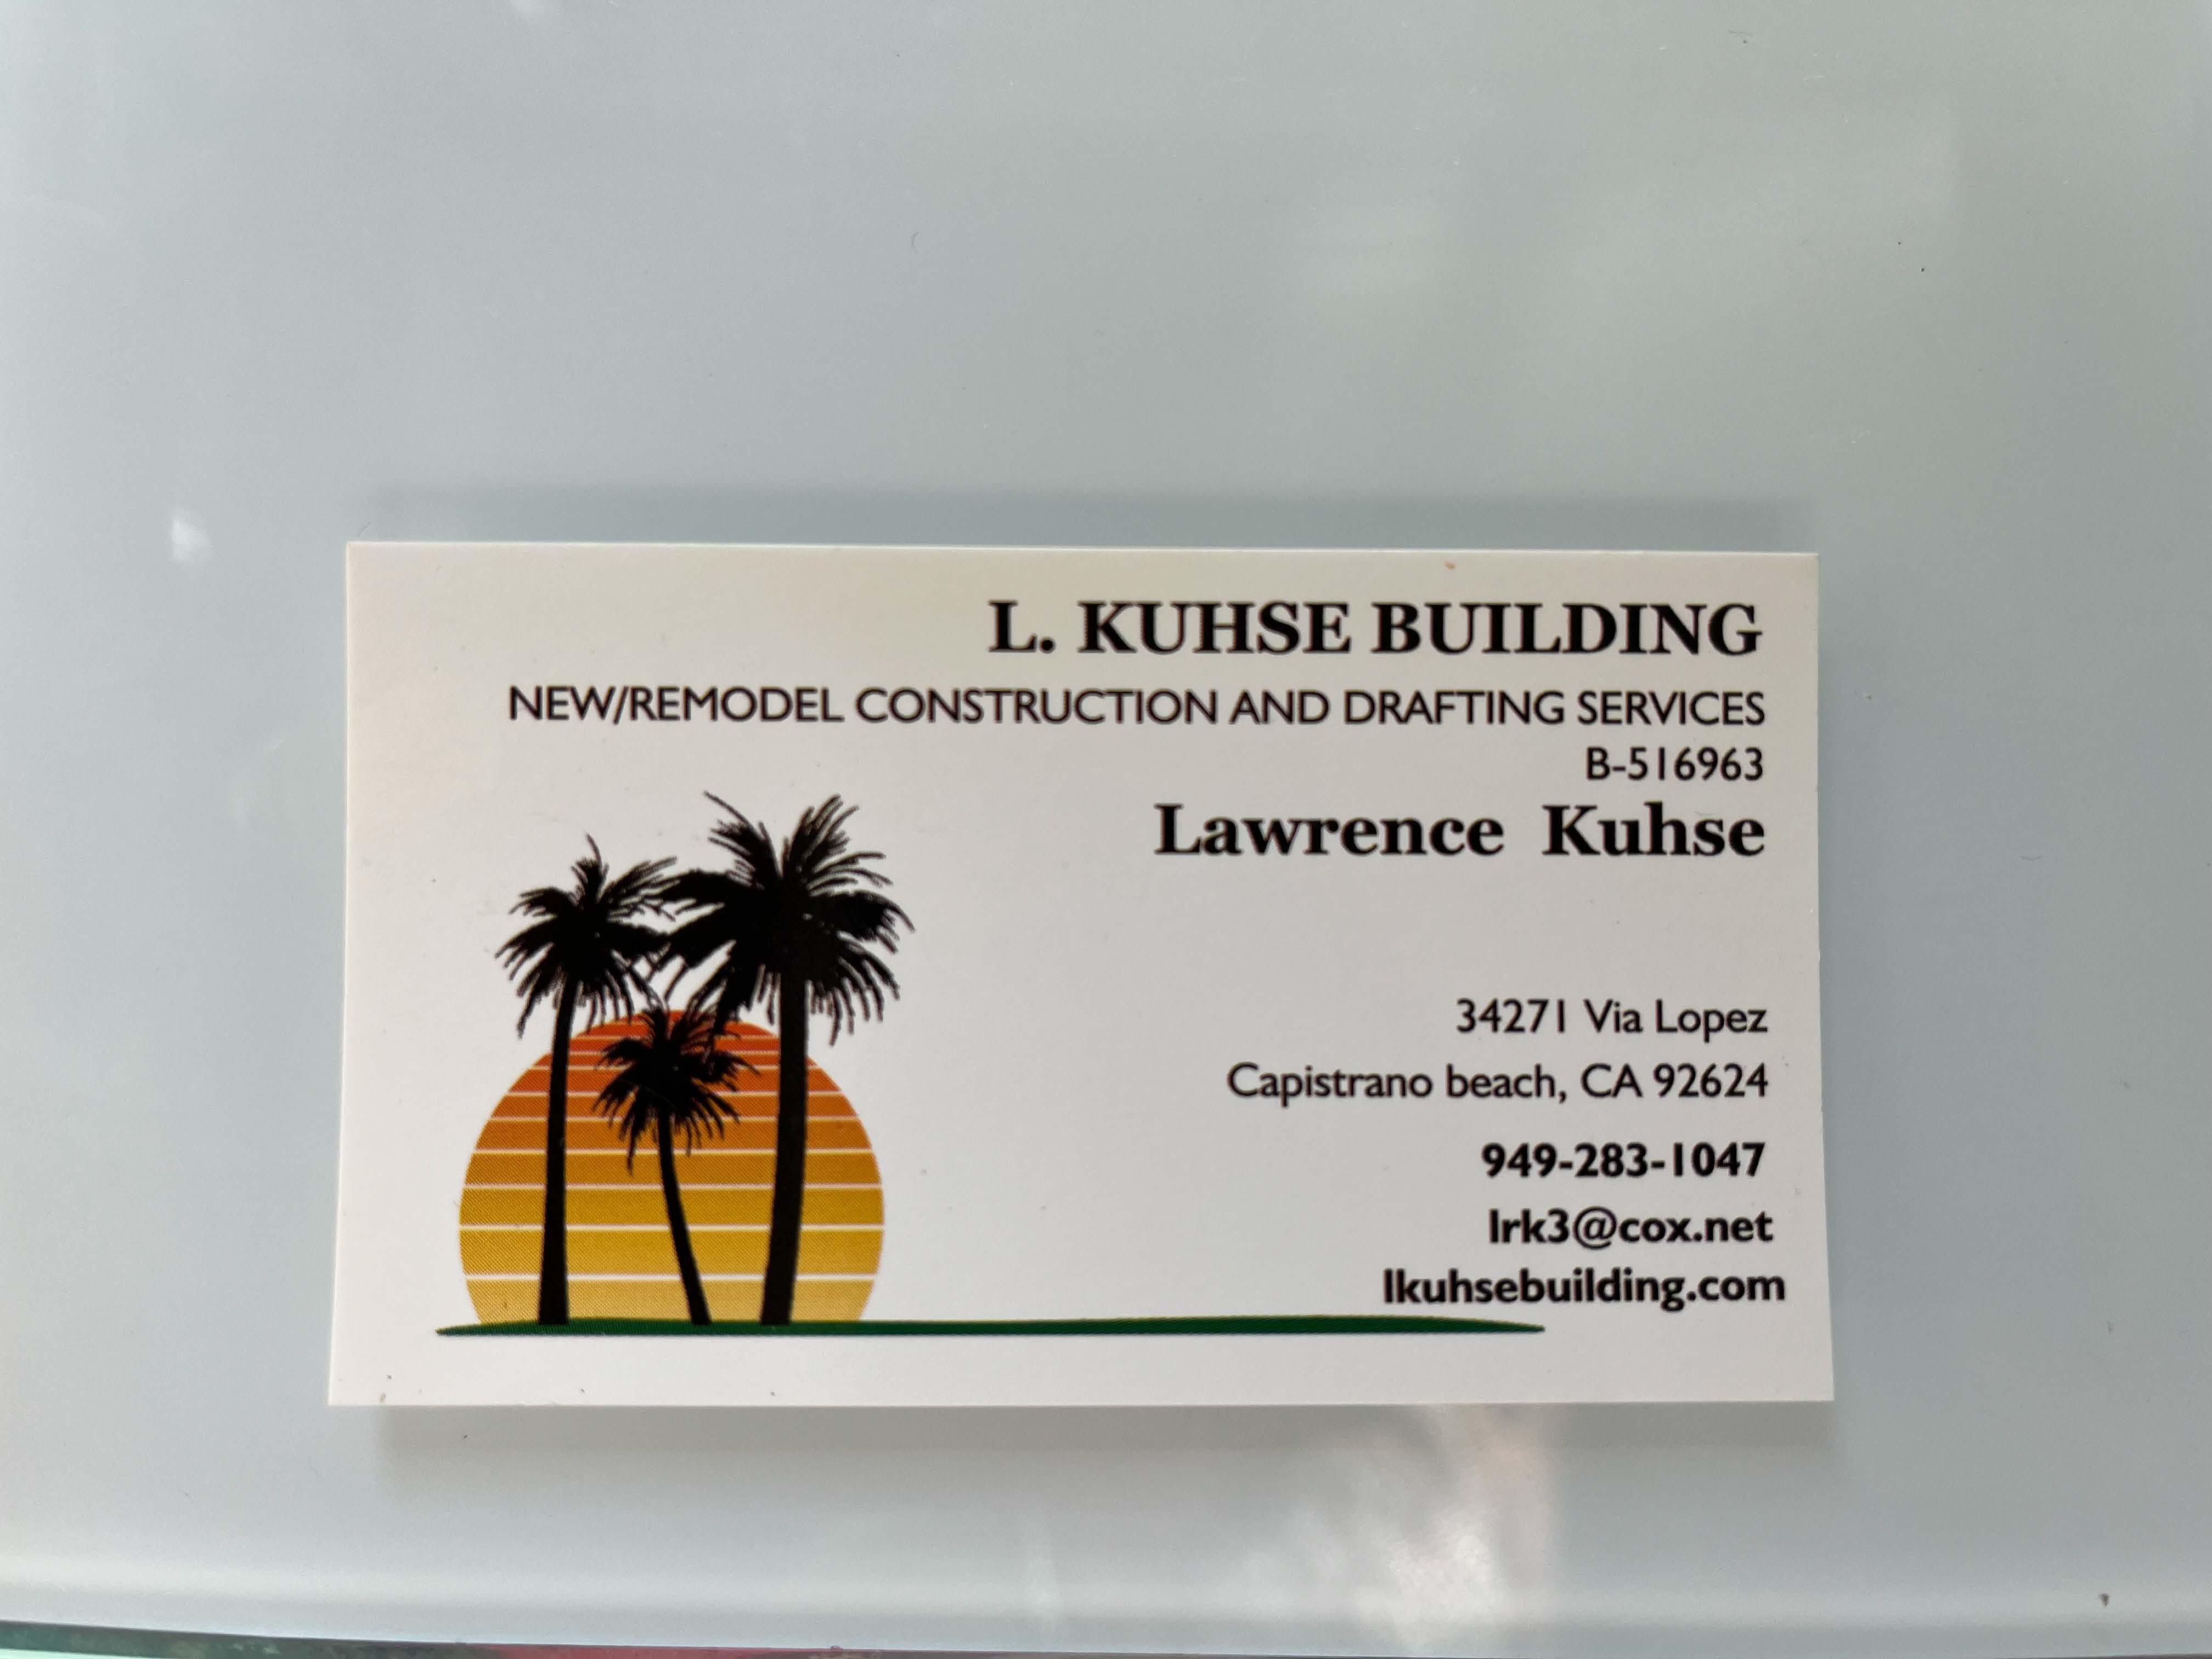 L. KUHSE BUILDING
NEW/REMODEL CONSTRUCTION AND DRAFTING SERVICES
B-516963
Lawrence Kuhse
34271 Via Lopez
Capistrano beach, CA 92624
949-283-1047
lrk3@cox.net
lkuhsebuilding.com